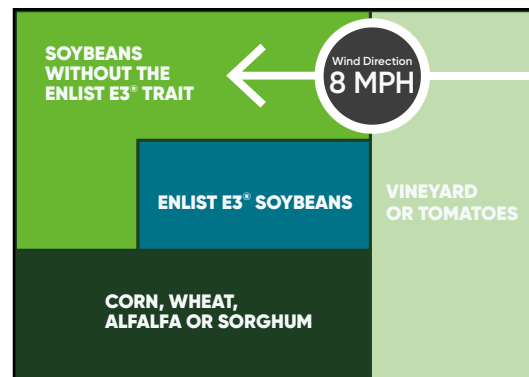 SOYBEANS
WITHOUT THE
ENLIST E3® TRAIT
Wind Direction
8 MPH
ENLIST E3® SOYBEANS
VINEYARD
OR TOMATOES
CORN, WHEAT,
ALFALFA OR SORGHUM